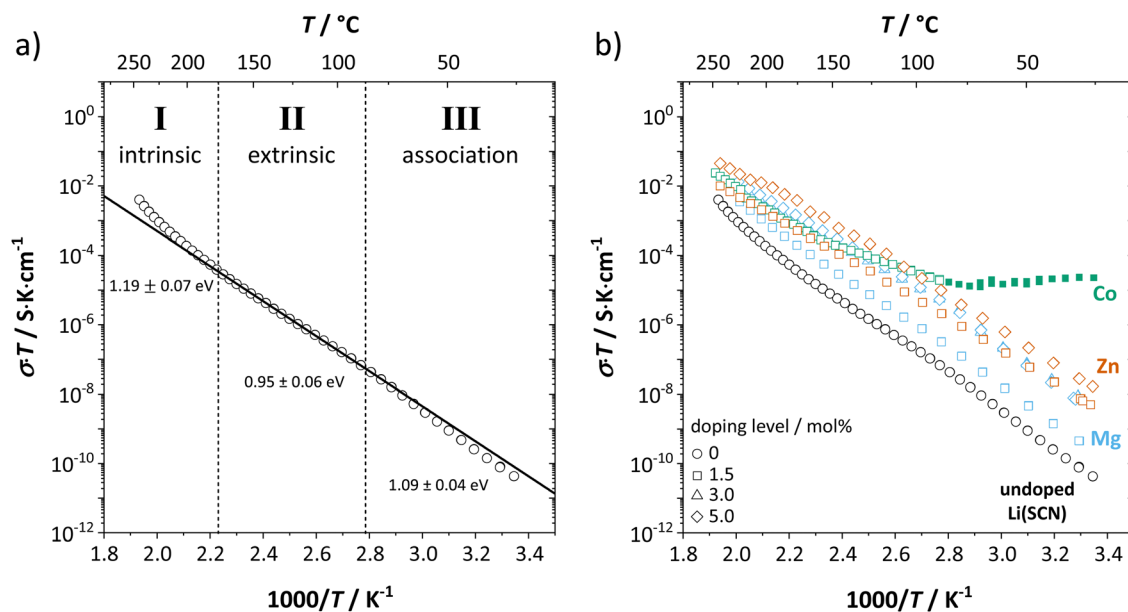 a)
T / °C
250 200 150 100 50
I II III
intrinsic extrinsic association
10⁰
10⁻²
10⁻⁴
10⁻⁶
10⁻⁸
10⁻¹⁰
10⁻¹²
σ·T / S·K·cm⁻¹
1.19 ± 0.07 eV
0.95 ± 0.06 eV
1.09 ± 0.04 eV
1.8 2.0 2.2 2.4 2.6 2.8 3.0 3.2 3.4
1000/T / K⁻¹
b)
T / °C
250 200 150 100 50
10⁰
10⁻²
10⁻⁴
10⁻⁶
10⁻⁸
10⁻¹⁰
10⁻¹²
σ·T / S·K·cm⁻¹
Co
Zn
Mg
doping level / mol%
0
1.5
3.0
5.0
undoped
Li(SCN)
1.8 2.0 2.2 2.4 2.6 2.8 3.0 3.2 3.4
1000/T / K⁻¹